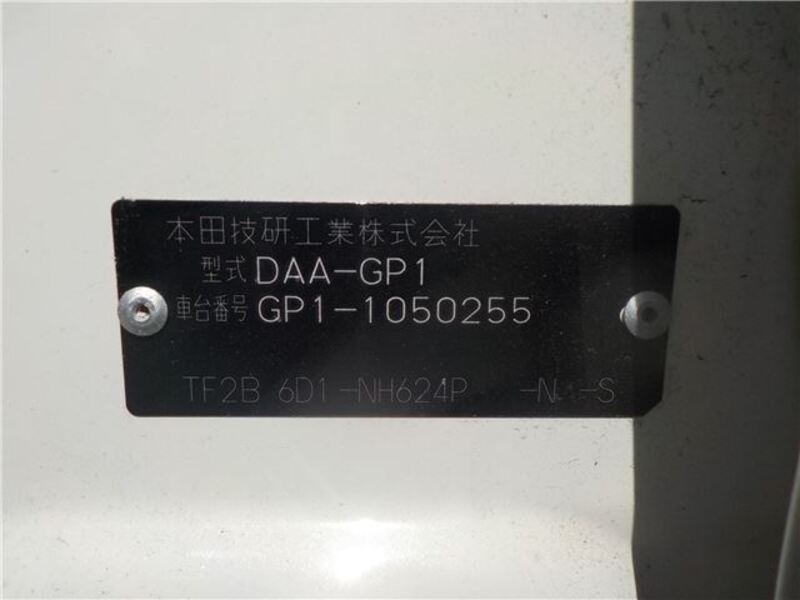 本田技研工業株式会社
型式 DAA-GP1
車台番号 GP1-1050255
TF2B 6D1-NH624P -N -S